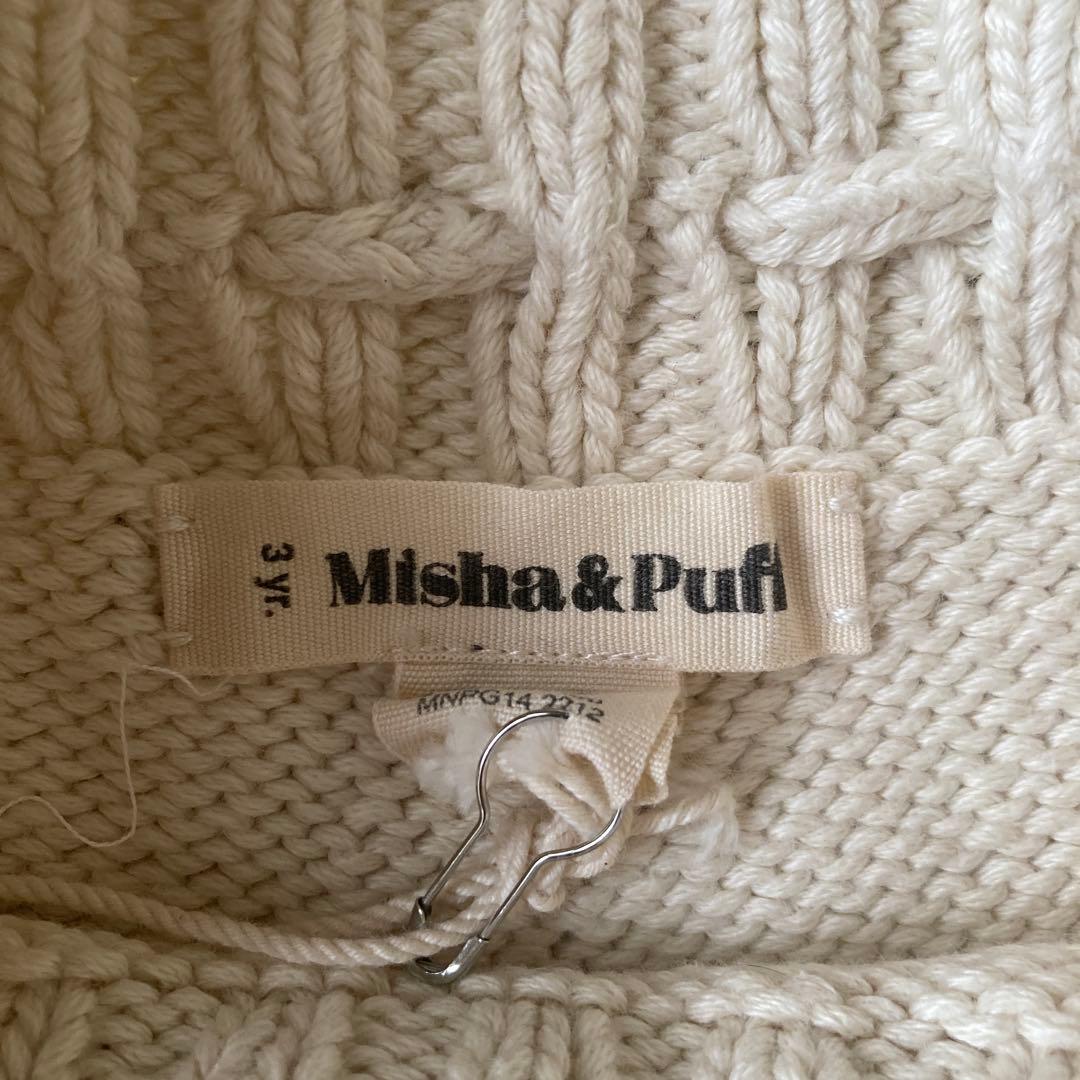 3 yr.
Misha & Puff
MNPG14 2212